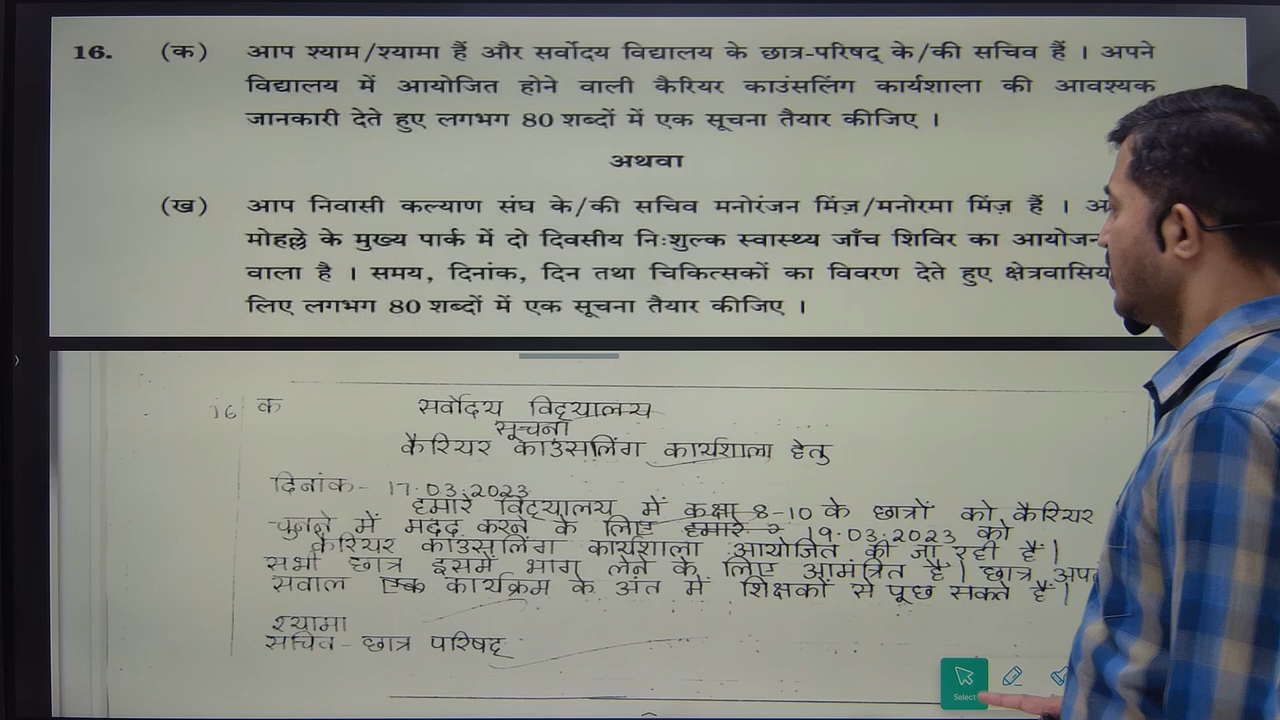 16. (क) आप श्याम/श्यामा हैं और सर्वोदय विद्यालय के छात्र-परिषद् के/की सचिव हैं । अपने
विद्यालय में आयोजित होने वाली कैरियर काउंसलिंग कार्यशाला की आवश्यक
जानकारी देते हुए लगभग 80 शब्दों में एक सूचना तैयार कीजिए ।
अथवा
(ख) आप निवासी कल्याण संघ के/की सचिव मनोरंजन मिंज़/मनोरमा मिंज़ हैं ।
मोहल्ले के मुख्य पार्क में दो दिवसीय निःशुल्क स्वास्थ्य जाँच शिविर का आयोजन
वाला है । समय, दिनांक, दिन तथा चिकित्सकों का विवरण देते हुए क्षेत्रवासिय
लिए लगभग 80 शब्दों में एक सूचना तैयार कीजिए ।
16 क सर्वोदय विद्यालय
सूचना
कैरियर काउंसलिंग कार्यशाला हेतु
दिनांक- 17.03.2023
हमारे विद्यालय में कक्षा 8-10 के छात्रों को कैरियर
चुनने में मदद करने के लिए हमारे 19.03.2023 को
कैरियर काउंसलिंग कार्यशाला आयोजित की जा रही है।
सभी छात्र इसमें भाग लेने के लिए आमंत्रित हैं। छात्र अप
सवाल कार्यक्रम के अंत में शिक्षकों से पूछ सकते हैं।
श्यामा
सचिव - छात्र परिषद्
Select